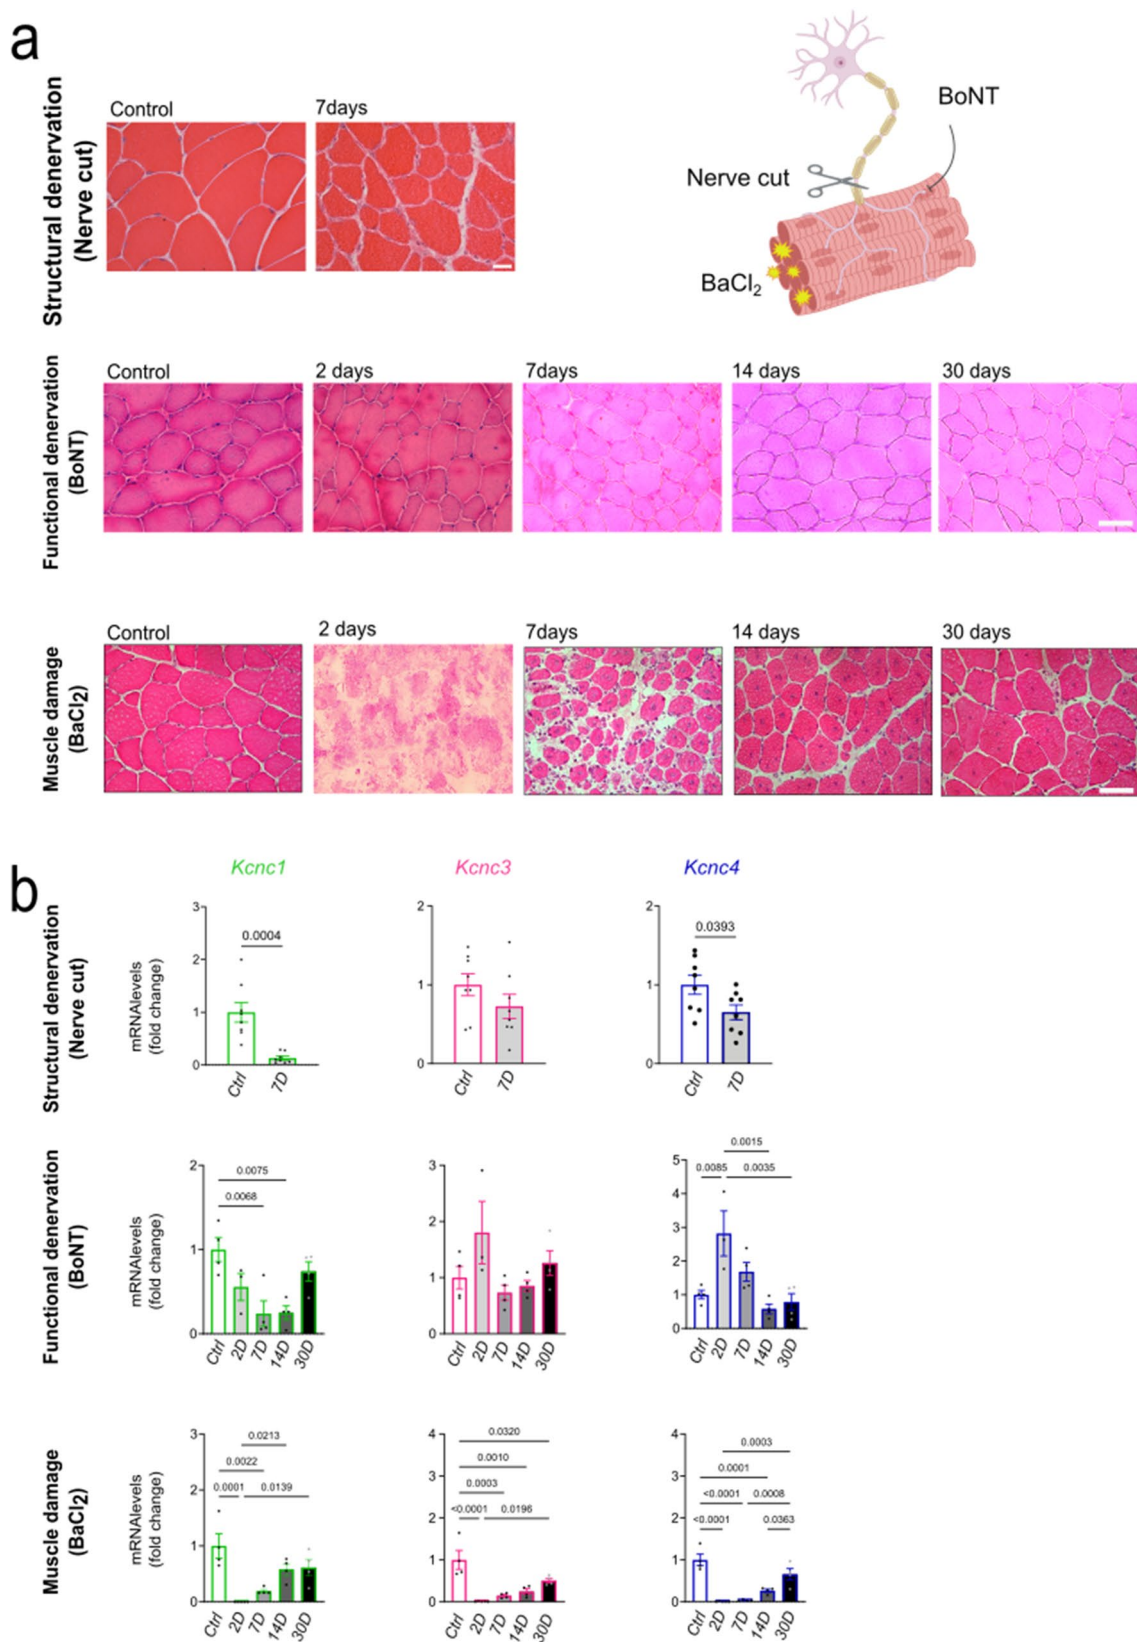 a
Structural denervation
(Nerve cut)
Control
7days
Nerve cut
BoNT
BaCl₂
Functional denervation
(BoNT)
Control
2 days
7days
14 days
30 days
Muscle damage
(BaCl₂)
Control
2 days
7days
14 days
30 days
b
Kcnc1
Kcnc3
Kcnc4
Structural denervation
(Nerve cut)
mRNAlevels
(fold change)
3
2
1
0
0.0004
Ctrl
7D
2
1
0
Ctrl
7D
2
1
0
0.0393
Ctrl
7D
Functional denervation
(BoNT)
mRNAlevels
(fold change)
2
1
0
0.0075
0.0068
Ctrl
2D
7D
14D
30D
3
2
1
0
Ctrl
2D
7D
14D
30D
5
4
3
2
1
0
0.0015
0.0085
0.0035
Ctrl
2D
7D
14D
30D
Muscle damage
(BaCl₂)
mRNAlevels
(fold change)
3
2
1
0
0.0213
0.0022
0.0001
0.0139
Ctrl
2D
7D
14D
30D
4
3
2
1
0
0.0320
0.0010
0.0003
<0.0001
0.0196
Ctrl
2D
7D
14D
30D
4
3
2
1
0
0.0003
0.0001
<0.0001
0.0008
<0.0001
0.0363
Ctrl
2D
7D
14D
30D